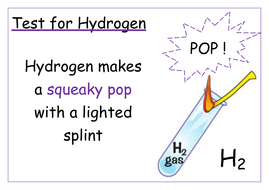 Test for Hydrogen
POP !
Hydrogen makes
a squeaky pop
with a lighted
splint
H2
gas
H2